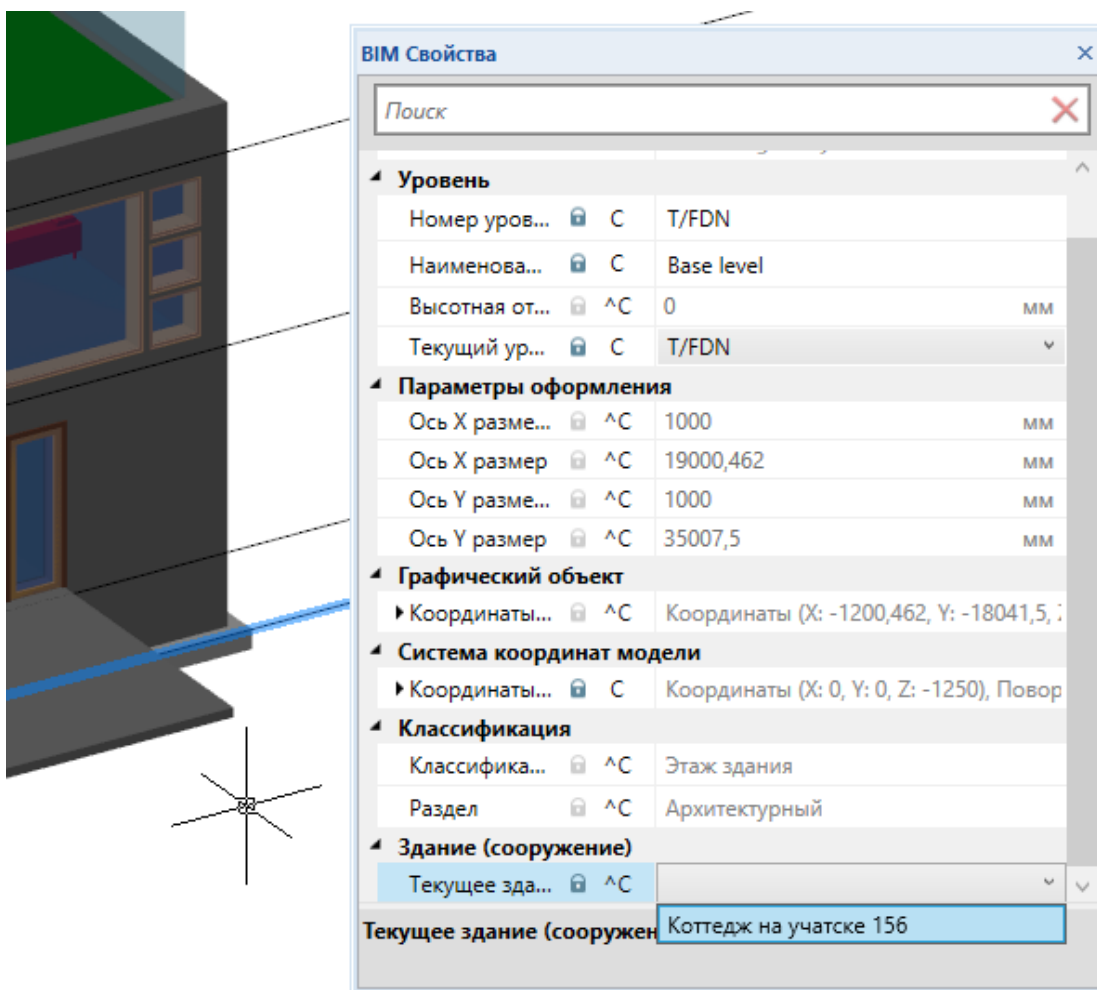 BIM Свойства
Поиск
Уровень
Номер уров... C T/FDN
Наименова... C Base level
Высотная от... ^C 0 мм
Текущий ур... C T/FDN
Параметры оформления
Ось X разме... ^C 1000 мм
Ось X размер ^C 19000,462 мм
Ось Y разме... ^C 1000 мм
Ось Y размер ^C 35007,5 мм
Графический объект
Координаты... ^C Координаты (X: -1200,462, Y: -18041,5,
Система координат модели
Координаты... C Координаты (X: 0, Y: 0, Z: -1250), Повор
Классификация
Классифика... ^C Этаж здания
Раздел ^C Архитектурный
Здание (сооружение)
Текущее зда... ^C
Текущее здание (сооружен
Коттедж на учатске 156